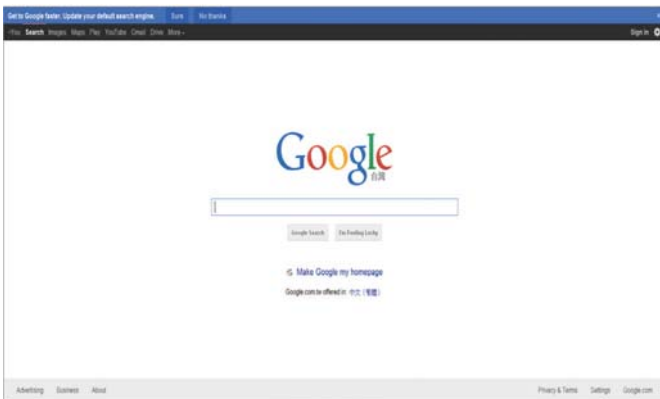 Get to Google faster. Update your default search engine. Sure No thanks
+You Search Images Maps Play YouTube Gmail Drive More Sign in
Google
台灣
Google Search I'm Feeling Lucky
Make Google my homepage
Google.com.tw offered in: 中文 (繁體)
Advertising Business About Privacy & Terms Settings Google.com